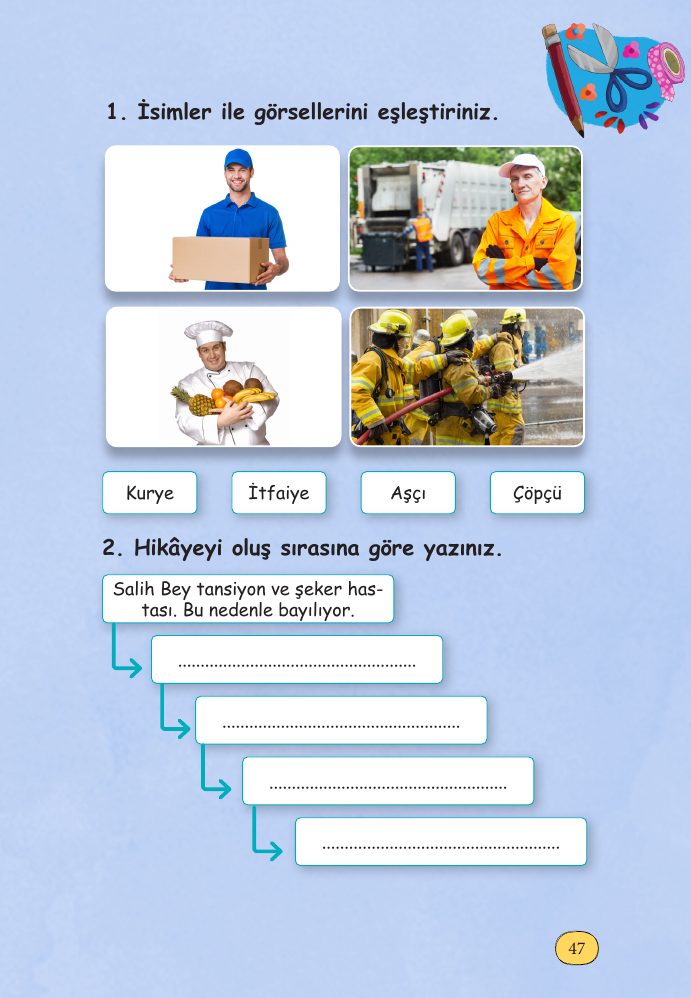 1. İsimler ile görsellerini eşleştiriniz.
Kurye
İtfaiye
Aşçı
Çöpçü
2. Hikâyeyi oluş sırasına göre yazınız.
Salih Bey tansiyon ve şeker has-
tası. Bu nedenle bayılıyor.
.....................................................
.....................................................
.....................................................
.....................................................
47